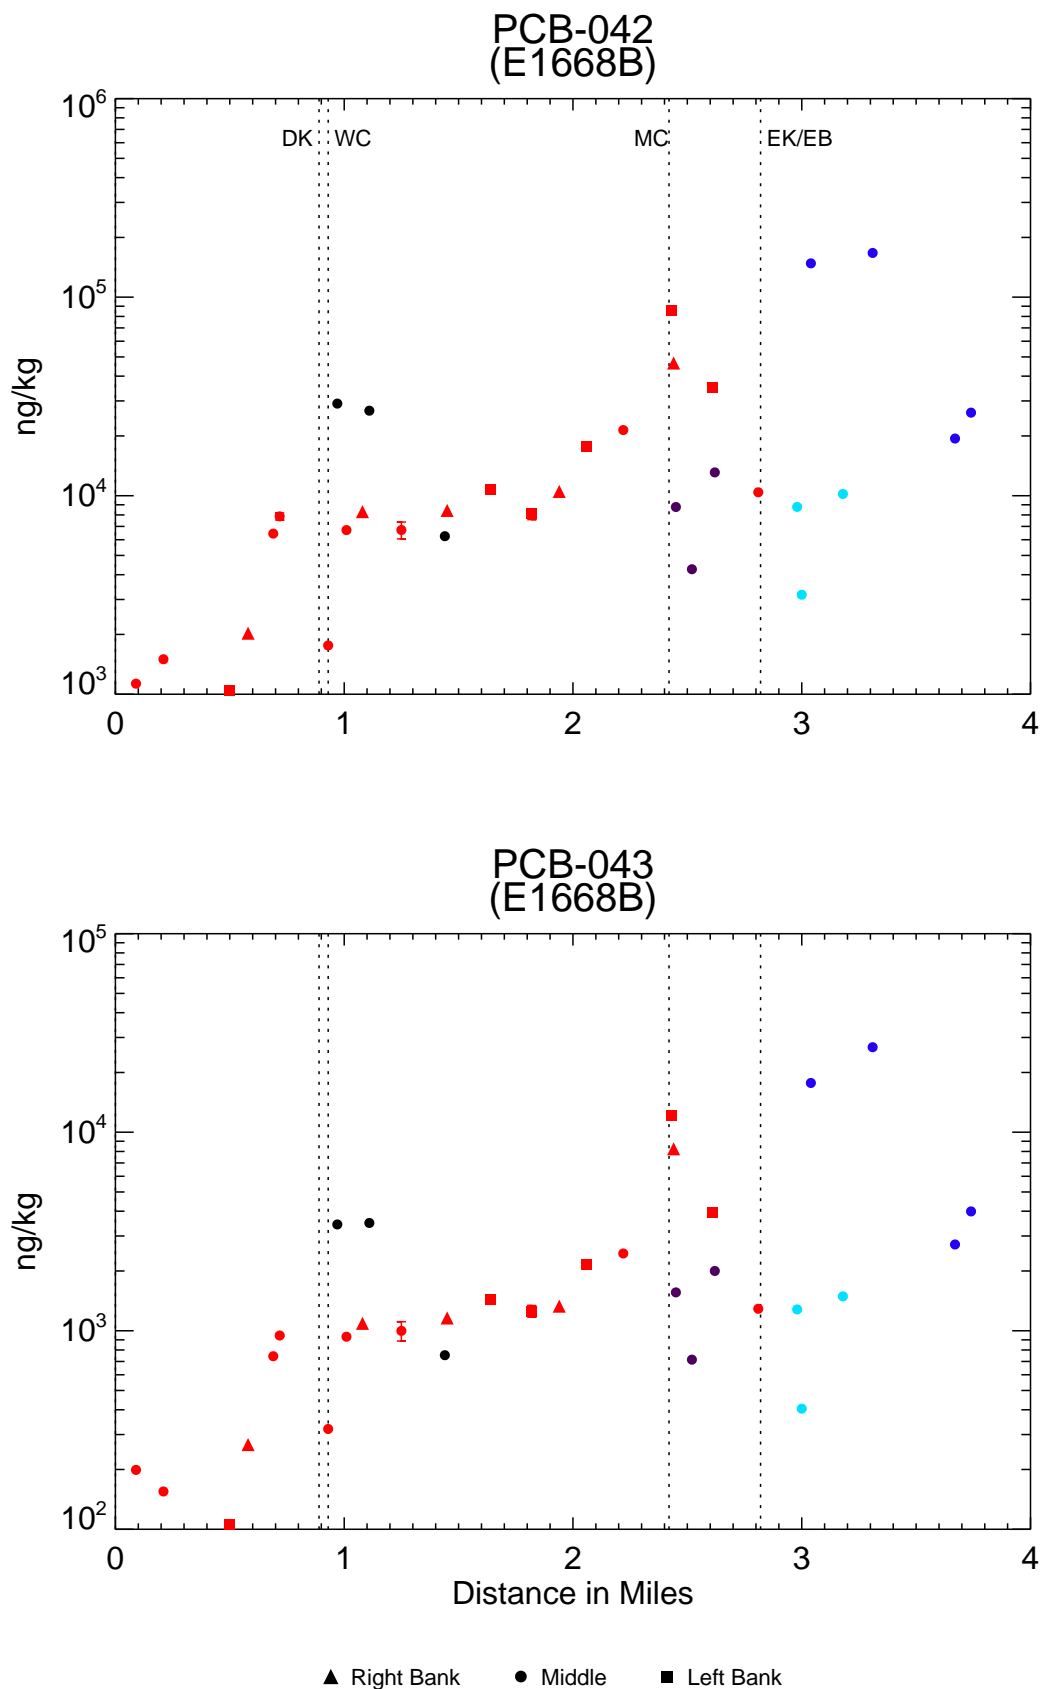 PCB-042
(E1668B)
10^6
DK WC MC EK/EB
10^5
ng/kg
10^4
10^3
0 1 2 3 4
PCB-043
(E1668B)
10^5
10^4
ng/kg
10^3
10^2
0 1 2 3 4
Distance in Miles
Right Bank Middle Left Bank